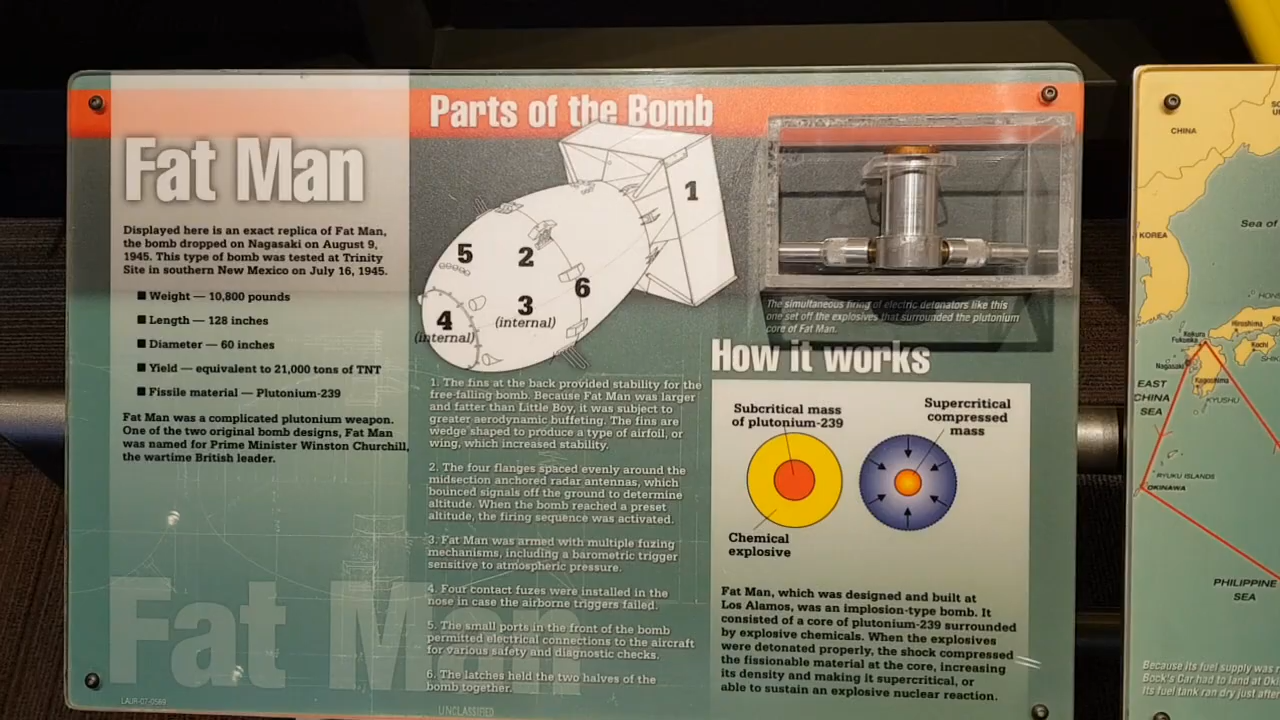 Fat Man
Displayed here is an exact replica of Fat Man,
the bomb dropped on Nagasaki on August 9,
1945. This type of bomb was tested at Trinity
Site in southern New Mexico on July 16, 1945.
■ Weight — 10,800 pounds
■ Length — 128 inches
■ Diameter — 60 inches
■ Yield — equivalent to 21,000 tons of TNT
■ Fissile material — Plutonium-239
Fat Man was a complicated plutonium weapon.
One of the two original bomb designs, Fat Man
was named for Prime Minister Winston Churchill,
the wartime British leader.
Fat Man
LAUR-07-0589
Parts of the Bomb
1
5
2
6
3
(internal)
4
(internal)
1. The fins at the back provided stability for the
free-falling bomb. Because Fat Man was larger
and fatter than Little Boy, it was subject to
greater aerodynamic buffeting. The fins are
wedge shaped to produce a type of airfoil, or
wing, which increased stability.
2. The four flanges spaced evenly around the
midsection anchored radar antennas, which
bounced signals off the ground to determine
altitude. When the bomb reached a preset
altitude, the firing sequence was activated.
3. Fat Man was armed with multiple fuzing
mechanisms, including a barometric trigger
sensitive to atmospheric pressure.
4. Four contact fuzes were installed in the
nose in case the airborne triggers failed.
5. The small ports in the front of the bomb
permitted electrical connections to the aircraft
for various safety and diagnostic checks.
6. The latches held the two halves of the
bomb together.
UNCLASSIFIED
The simultaneous firing of electric detonators like this
one set off the explosives that surrounded the plutonium
core of Fat Man.
How it works
Subcritical mass
of plutonium-239
Supercritical
compressed
mass
Chemical
explosive
Fat Man, which was designed and built at
Los Alamos, was an implosion-type bomb. It
consisted of a core of plutonium-239 surrounded
by explosive chemicals. When the explosives
were detonated properly, the shock compressed
the fissionable material at the core, increasing
its density and making it supercritical, or
able to sustain an explosive nuclear reaction.
CHINA
KOREA
Sea of
Hiroshima
Kokura
Fukuoka
Kochi
Nagasaki
Kagoshima
KYUSHU
EAST
CHINA
SEA
RYUKU ISLANDS
OKINAWA
PHILIPPINE
SEA
Because its fuel supply was
Bock's Car had to land at
Its fuel tank ran dry just